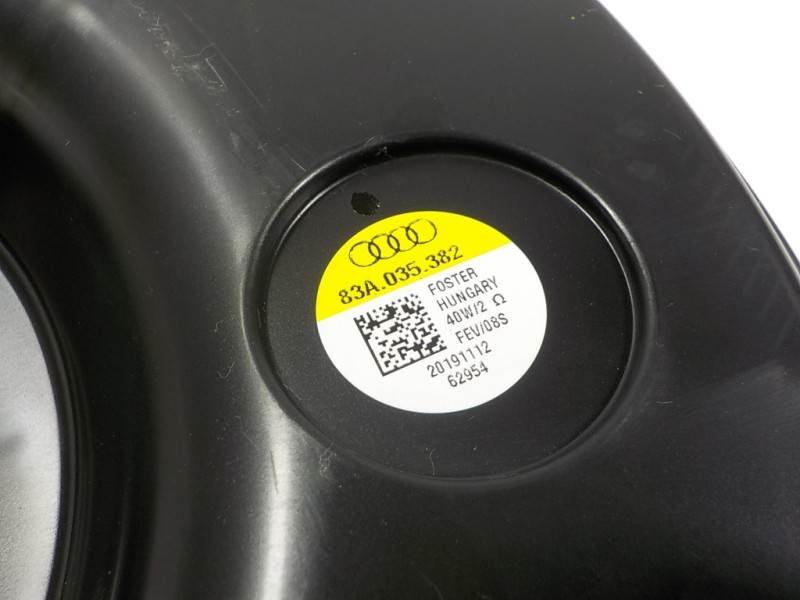 83A.035.382
FOSTER
HUNGARY
40W/2 Ω
FEV/08S
20191112
62954